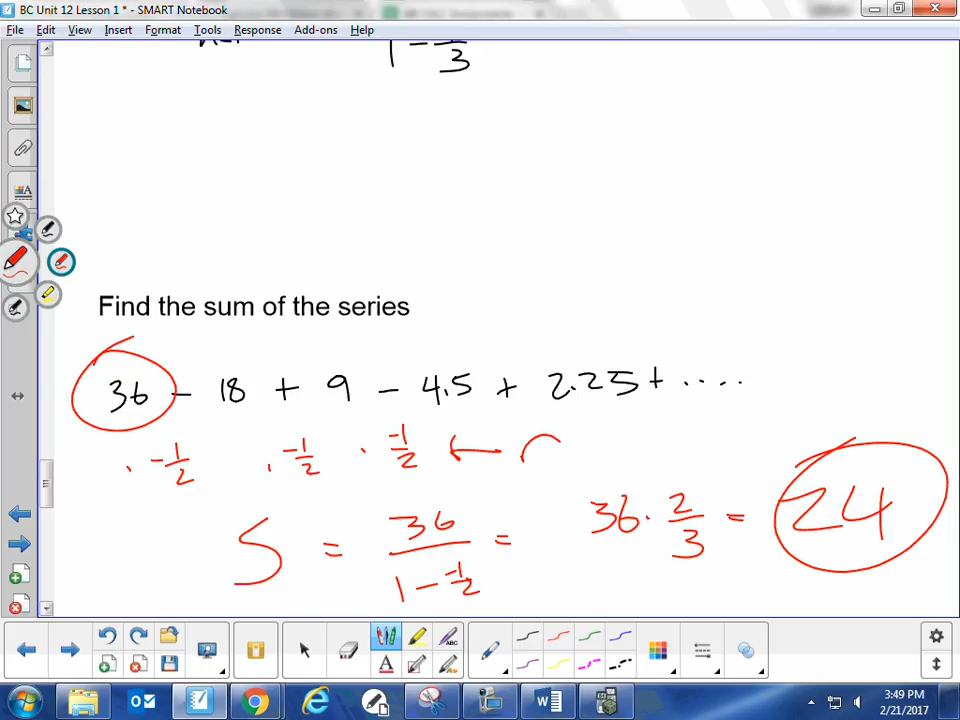 BC Unit 12 Lesson 1 * - SMART Notebook
File Edit View Insert Format Tools Response Add-ons Help
1 - 3
Find the sum of the series
36 - 18 + 9 - 4.5 + 2.25 + ....
· -1/2 · -1/2 · -1/2 ← r
S = 36 / 1 - -1/2 = 36 · 2/3 = 24
ABC
A
3:49 PM
2/21/2017